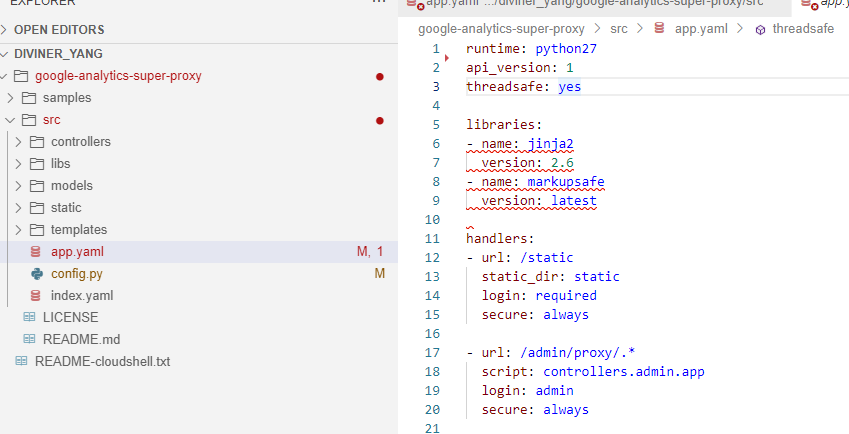 EXPLORER
OPEN EDITORS
DIVINER_YANG
google-analytics-super-proxy
samples
src
controllers
libs
models
static
templates
app.yaml M, 1
config.py M
index.yaml
LICENSE
README.md
README-cloudshell.txt
app.yaml .../diviner_yang/google-analytics-super-proxy/src
app.y
google-analytics-super-proxy > src > app.yaml > threadsafe
1 runtime: python27
2 api_version: 1
3 threadsafe: yes
4
5 libraries:
6 - name: jinja2
7 version: 2.6
8 - name: markupsafe
9 version: latest
10
11 handlers:
12 - url: /static
13 static_dir: static
14 login: required
15 secure: always
16
17 - url: /admin/proxy/.*
18 script: controllers.admin.app
19 login: admin
20 secure: always
21